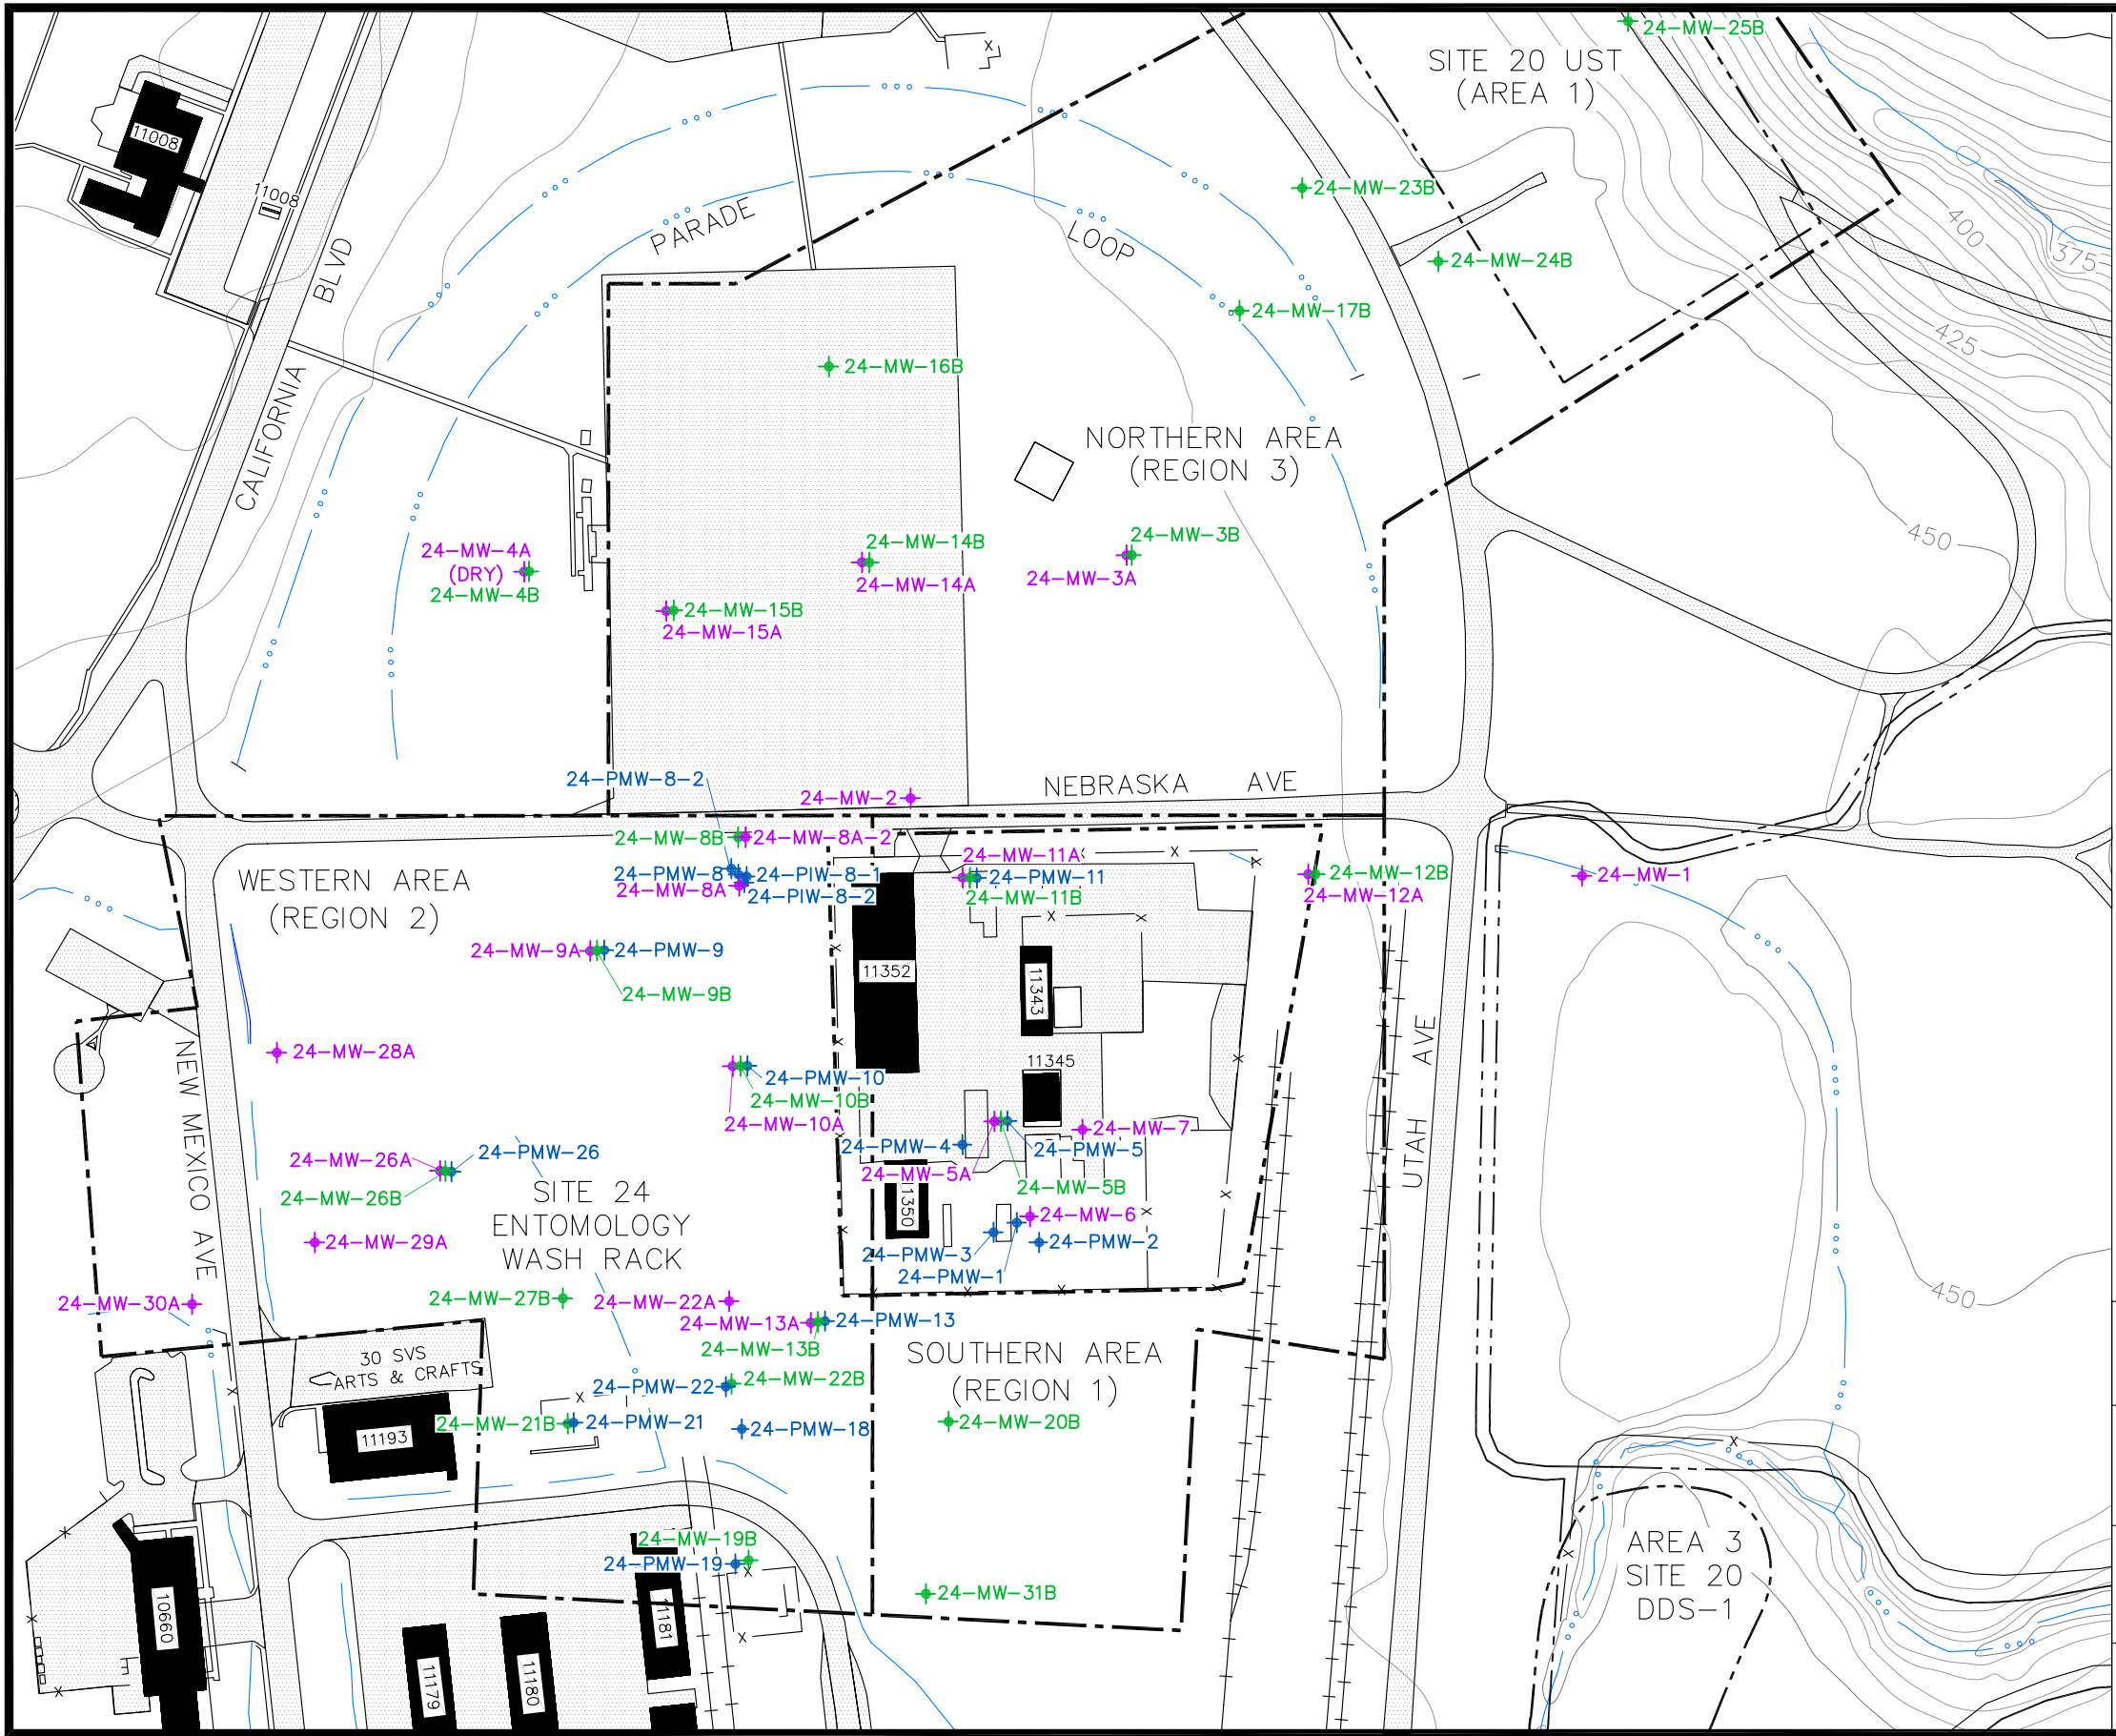 24-MW-25B
SITE 20 UST
(AREA 1)
11008
11008
24-MW-23B
PARADE
LOOP
400
375
24-MW-24B
CALIFORNIA BLVD
24-MW-17B
425
24-MW-16B
NORTHERN AREA
(REGION 3)
450
24-MW-3B
24-MW-14B
24-MW-4A
(DRY)
24-MW-4B
24-MW-3A
24-MW-14A
24-MW-15B
24-MW-15A
24-PMW-8-2
NEBRASKA AVE
24-MW-2
24-MW-8B
24-MW-8A-2
24-MW-11A
24-PMW-8
24-PIW-8-1
24-PMW-11
24-MW-12B
24-MW-1
WESTERN AREA
(REGION 2)
24-MW-8A
24-PIW-8-2
24-MW-11B
24-MW-12A
24-MW-9A
24-PMW-9
11352
11343
24-MW-9B
24-MW-28A
NEW MEXICO AVE
UTAH AVE
11345
24-PMW-10
24-MW-10B
24-MW-10A
24-MW-7
24-PMW-4
24-PMW-5
24-MW-26A
24-PMW-26
24-MW-5A
24-MW-5B
24-MW-26B
SITE 24
ENTOMOLOGY
WASH RACK
11350
24-MW-6
24-MW-29A
24-PMW-2
24-PMW-3
24-PMW-1
450
24-MW-30A
24-MW-27B
24-MW-22A
24-MW-13A
24-PMW-13
24-MW-13B
SOUTHERN AREA
(REGION 1)
30 SVS
ARTS & CRAFTS
24-PMW-22
24-MW-22B
24-MW-21B
24-PMW-21
24-PMW-18
24-MW-20B
11193
24-MW-19B
24-PMW-19
AREA 3
SITE 20
DDS-1
24-MW-31B
10660
11181
11179
11180